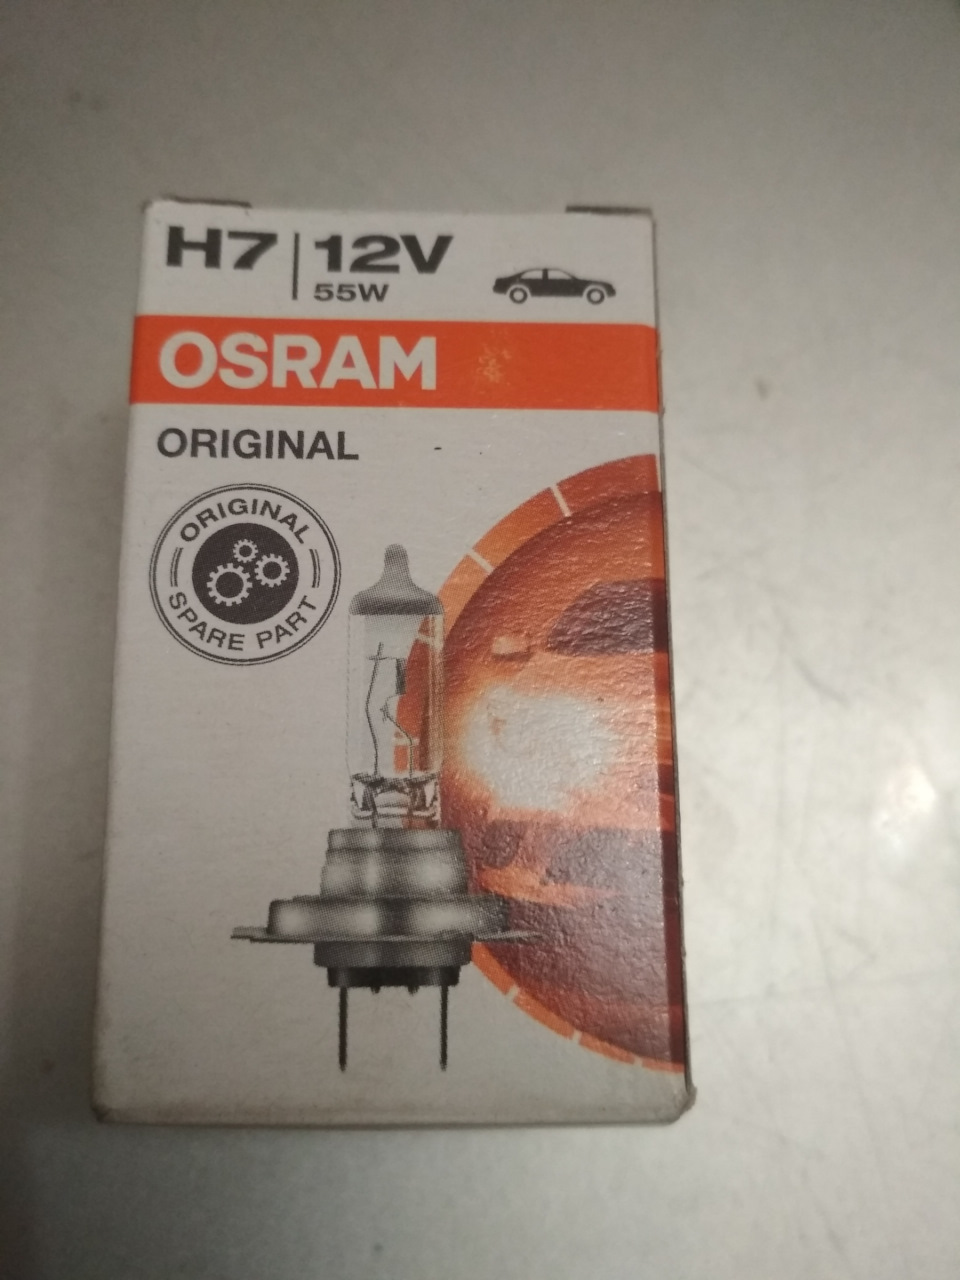 H7 | 12V
55W
OSRAM
ORIGINAL
ORIGINAL
SPARE PART